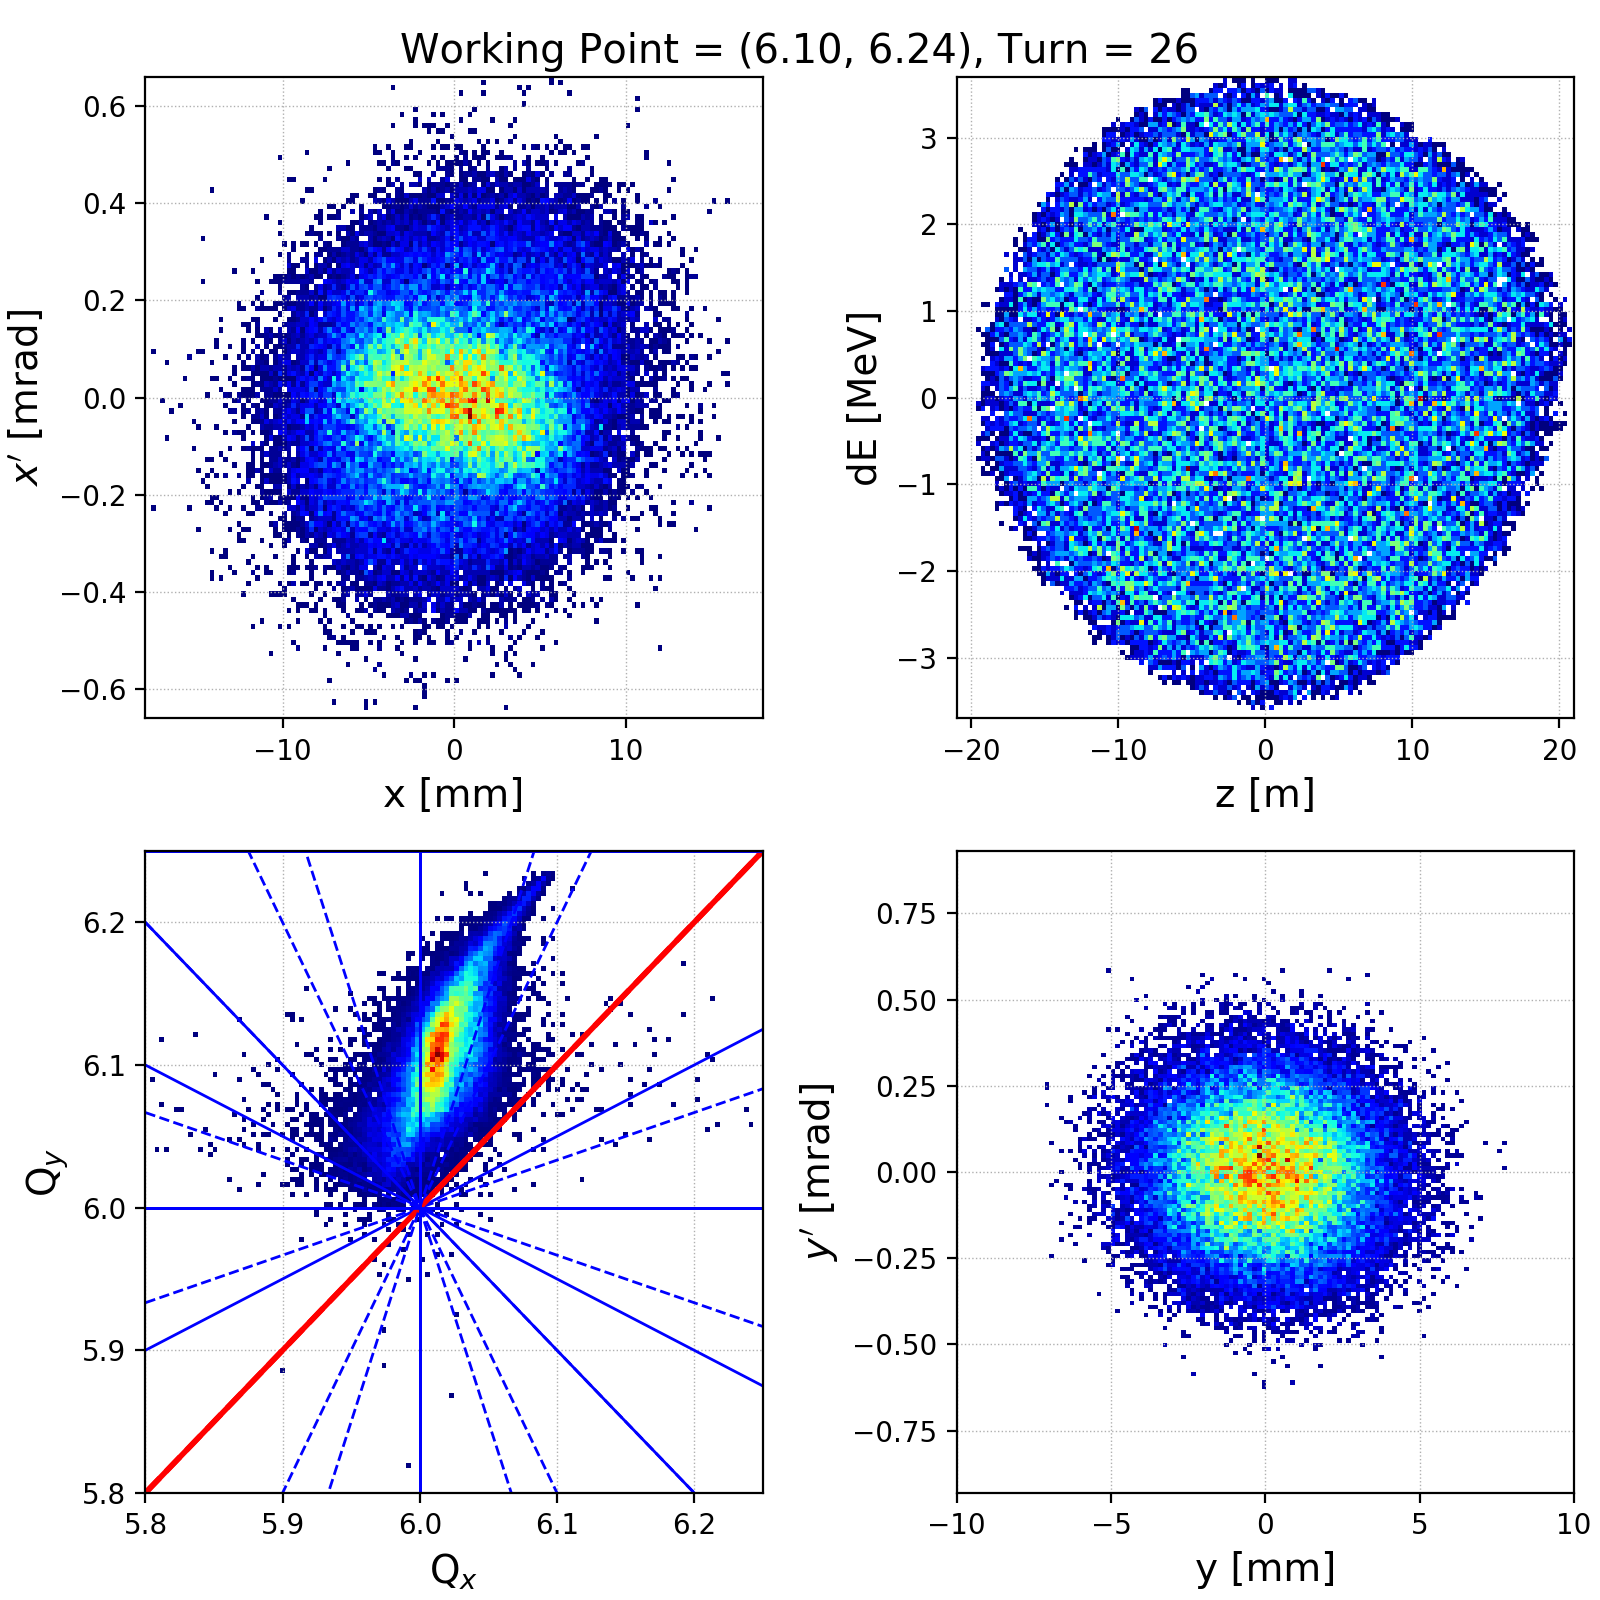 Working Point = (6.10, 6.24), Turn = 26
0.6
0.4
0.2
0.0
−0.2
−0.4
−0.6
x′ [mrad]
−10 0 10
x [mm]
3
2
1
0
−1
−2
−3
dE [MeV]
−20 −10 0 10 20
z [m]
6.2
6.1
6.0
5.9
5.8
Qy
5.8 5.9 6.0 6.1 6.2
Qx
0.75
0.50
0.25
0.00
−0.25
−0.50
−0.75
y′ [mrad]
−10 −5 0 5 10
y [mm]